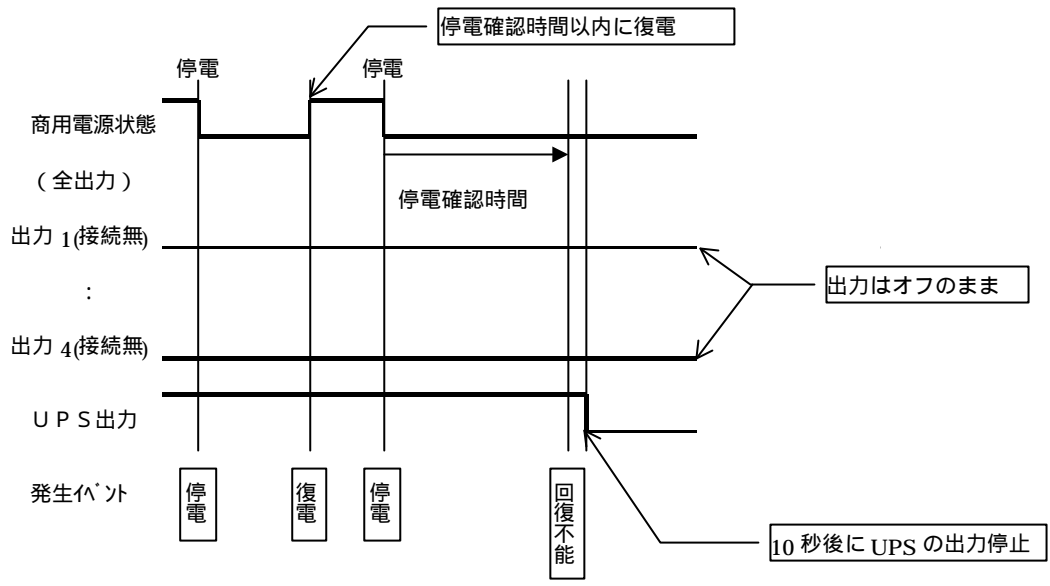 停電確認時間以内に復電
停電
停電
商用電源状態
(全出力)
停電確認時間
出力 1(接続無)
:
出力はオフのまま
出力 4(接続無)
UPS出力
発生イベント
停電
復電
停電
回復不能
10 秒後に UPS の出力停止